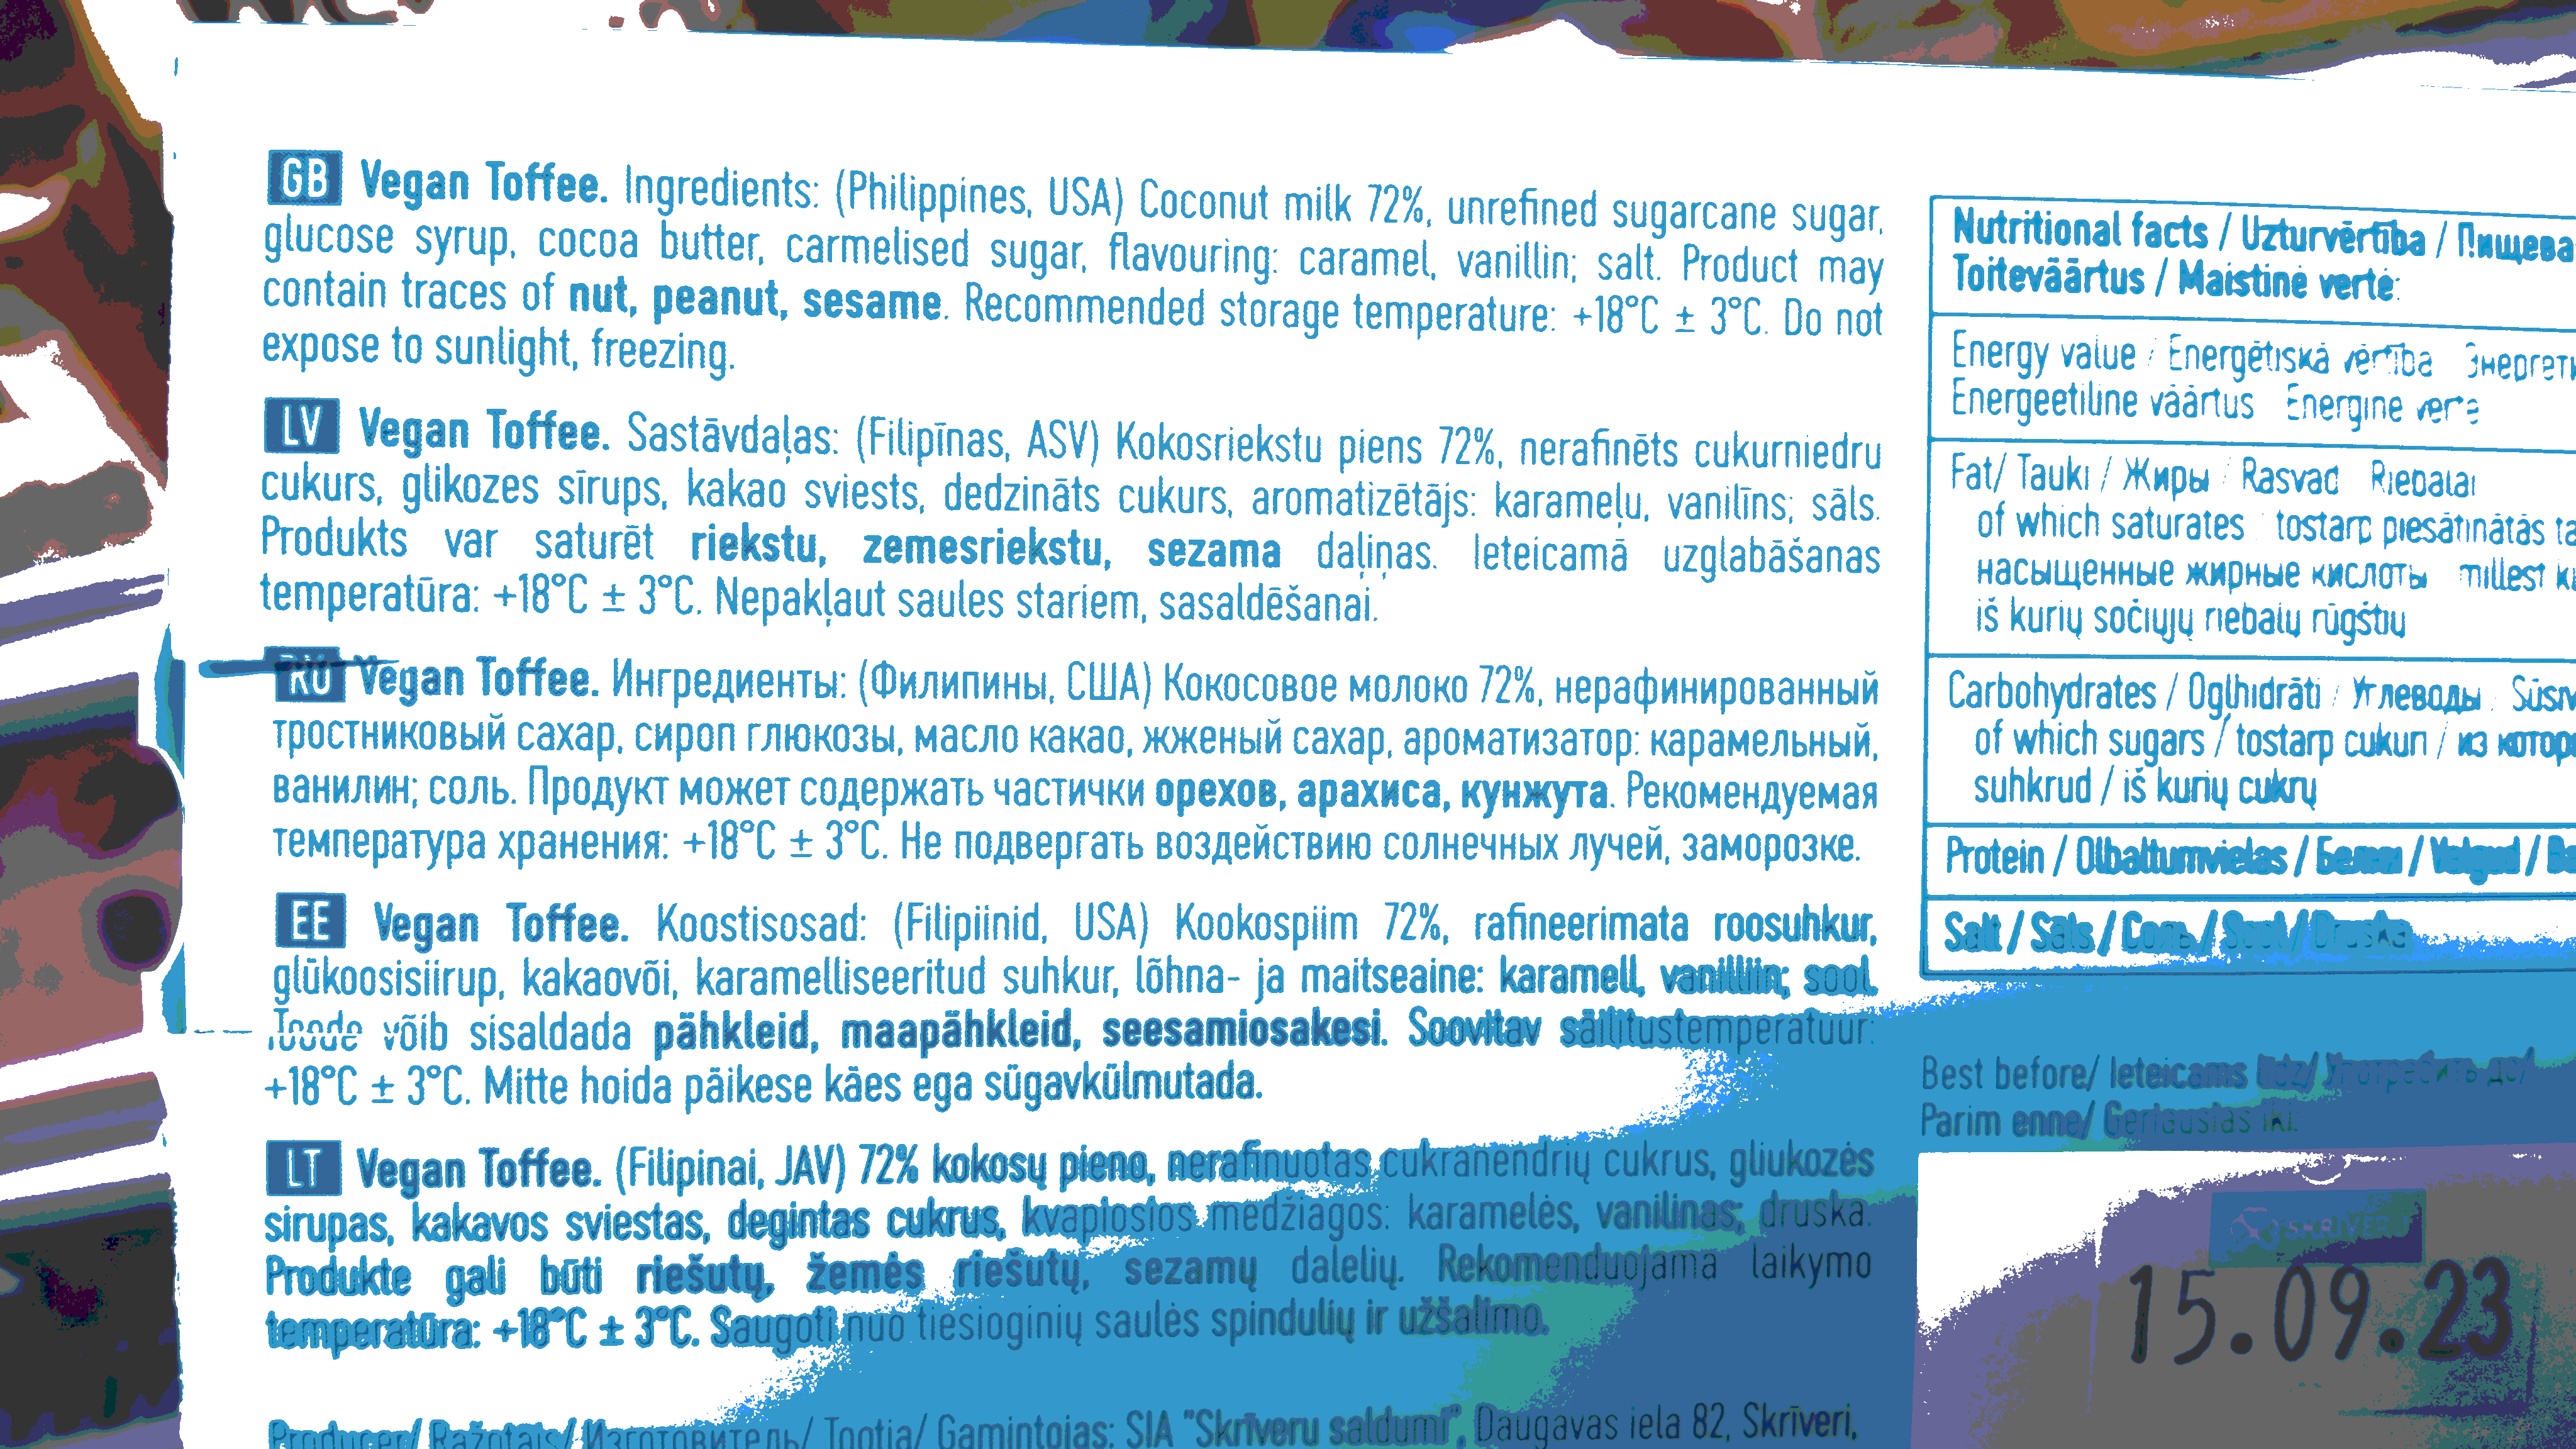 GB Vegan Toffee. Ingredients: (Philippines, USA) Coconut milk 72%, unrefined sugarcane sugar,
glucose syrup, cocoa butter, carmelised sugar, flavouring: caramel, vanillin; salt. Product may
contain traces of nut, peanut, sesame. Recommended storage temperature: +18°C ± 3°C. Do not
expose to sunlight, freezing.
LV Vegan Toffee. Sastāvdaļas: (Filipīnas, ASV) Kokosriekstu piens 72%, nerafinēts cukurniedru
cukurs, glikozes sīrups, kakao sviests, dedzināts cukurs, aromatizētājs: karameļu, vanilīns; sāls.
Produkts var saturēt riekstu, zemesriekstu, sezama daļiņas. Ieteicamā uzglabāšanas
temperatūra: +18°C ± 3°C. Nepakļaut saules stariem, sasaldēšanai.
RU Vegan Toffee. Ингредиенты: (Филипины, США) Кокосовое молоко 72%, нерафинированный
тростниковый сахар, сироп глюкозы, масло какао, жженый сахар, ароматизатор: карамельный,
ванилин; соль. Продукт может содержать частички орехов, арахиса, кунжута. Рекомендуемая
температура хранения: +18°C ± 3°C. Не подвергать воздействию солнечных лучей, заморозке.
EE Vegan Toffee. Koostisosad: (Filipiinid, USA) Kookospiim 72%, rafineerimata roosuhkur,
glükoosisiirup, kakaovõi, karamelliseeritud suhkur, lõhna- ja maitseaine: karamell, vanilliin; sool.
Toode võib sisaldada pähkleid, maapähkleid, seesamiosakesi. Soovitav säilitustemperatuur:
+18°C ± 3°C. Mitte hoida päikese käes ega sügavkülmutada.
LT Vegan Toffee. (Filipinai, JAV) 72% kokosų pieno, nerafinuotas cukranendrių cukrus, gliukozės
sirupas, kakavos sviestas, degintas cukrus, kvapiosios medžiagos: karamelės, vanilinas; druska.
Produkte gali būti riešutų, žemės riešutų, sezamų dalelių. Rekomenduojama laikymo
temperatūra: +18°C ± 3°C. Saugoti nuo tiesioginių saulės spindulių ir užšalimo.
Producer/ Ražotājs/ Изготовитель/ Tootja/ Gamintojas: SIA "Skrīveru saldumi", Daugavas iela 82, Skrīveri,
Nutritional facts / Uzturvērtība / Пищева
Toiteväärtus / Maistinė vertė:
Energy value / Enerģētiskā vērtība Энергети
Energeetiline väärtus Energinė vertė
Fat/ Tauki / Жиры / Rasvad Riebalai
of which saturates tostarp piesātinātās ta
насыщенные жирные кислоты millest kü
iš kurių sočiųjų riebalų rūgščių
Carbohydrates / Ogļhidrāti / Углеводы / Süsiv
of which sugars / tostarp cukuri / из котор
suhkrud / iš kurių cukrų
Protein / Olbaltumvielas / Белки / Valgud / Ba
Salt / Sāls / Соль / Sool / Druska
Best before/ Ieteicams līdz/ Употребить до/
Parim enne/ Geriausias iki:
SKRĪVERU
15.09.23